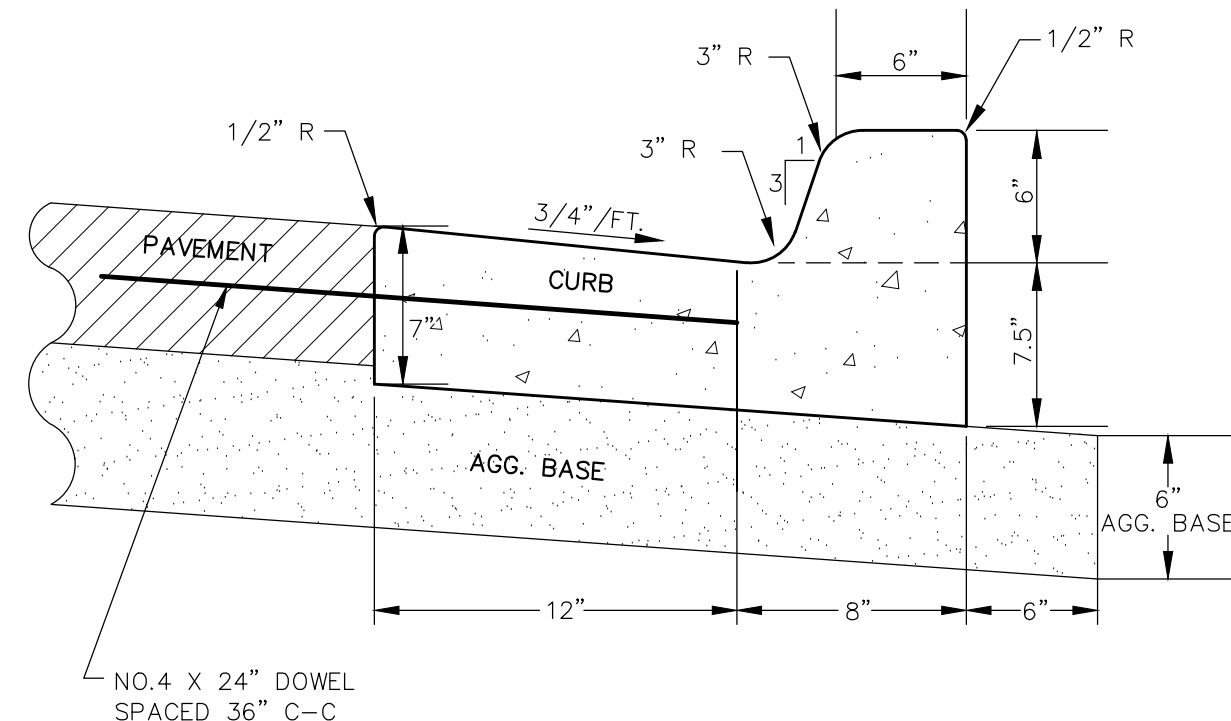 6”
1/2” R
3” R
1/2” R
3” R
1
3
3/4”/FT.
6”
PAVEMENT
CURB
7”
7.5”
AGG. BASE
6”
AGG. BASE
12”
8”
6”
NO.4 X 24” DOWEL
SPACED 36” C–C